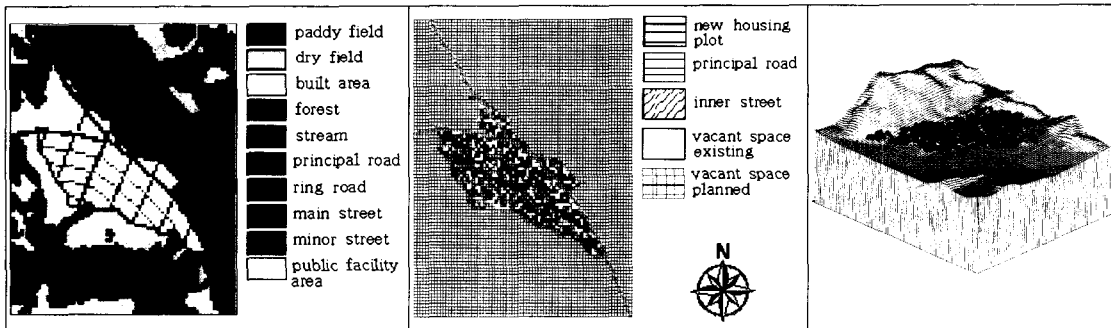 paddy field
dry field
built area
forest
stream
principal road
ring road
main street
minor street
public facility
area
new housing
plot
principal road
inner street
vacant space
existing
vacant space
planned
N